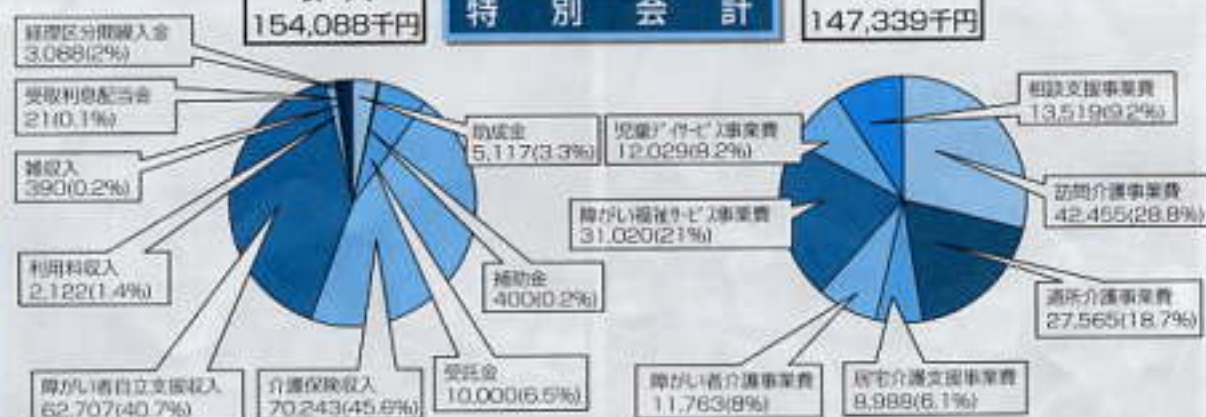 154,088千円
特別会計
147,339千円
経理区分間繰入金
3,088(2%)
受取利息配当金
21(0.1%)
雑収入
390(0.2%)
利用料収入
2,122(1.4%)
障がい者自立支援収入
62,707(40.7%)
介護保険収入
70,243(45.6%)
受託金
10,000(6.5%)
補助金
400(0.2%)
助成金
5,117(3.3%)
児童デイサービス事業費
12,029(8.2%)
障がい福祉サービス事業費
31,020(21%)
障がい者介護事業費
11,763(8%)
居宅介護支援事業費
8,988(6.1%)
通所介護事業費
27,565(18.7%)
訪問介護事業費
42,455(28.8%)
相談支援事業費
13,519(9.2%)